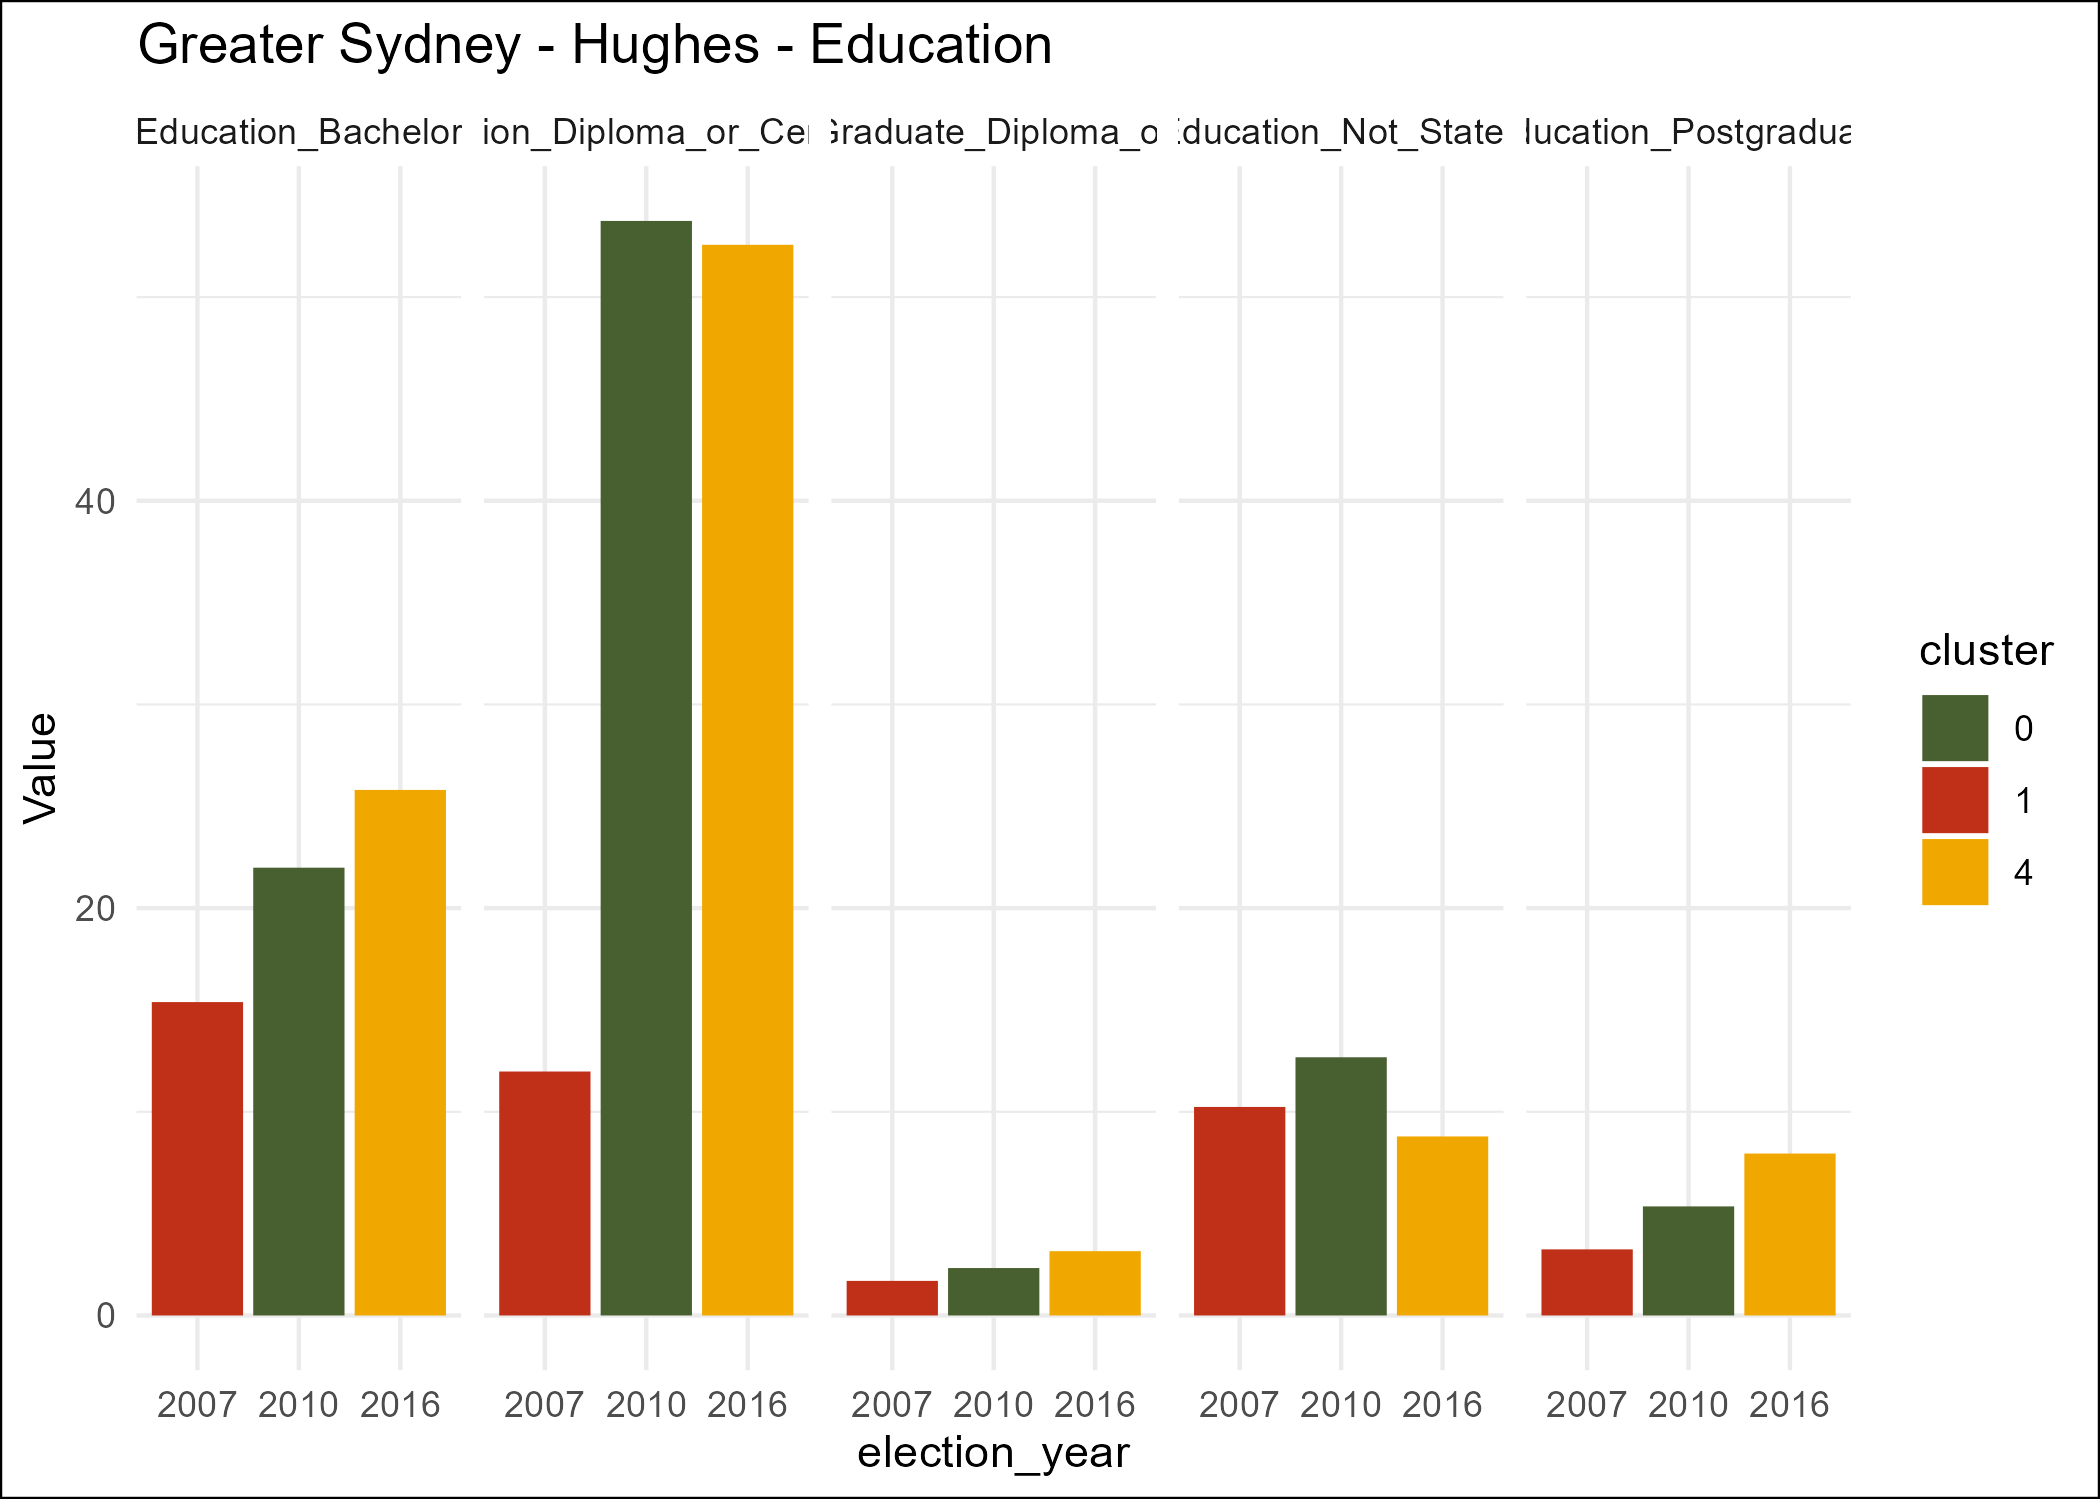 Greater Sydney - Hughes - Education
Education_Bachelor ion_Diploma_or_Cer Graduate_Diploma_o Education_Not_State ducation_Postgradua
40
20
0
Value
2007 2010 2016 2007 2010 2016 2007 2010 2016 2007 2010 2016 2007 2010 2016
election_year
cluster
0
1
4